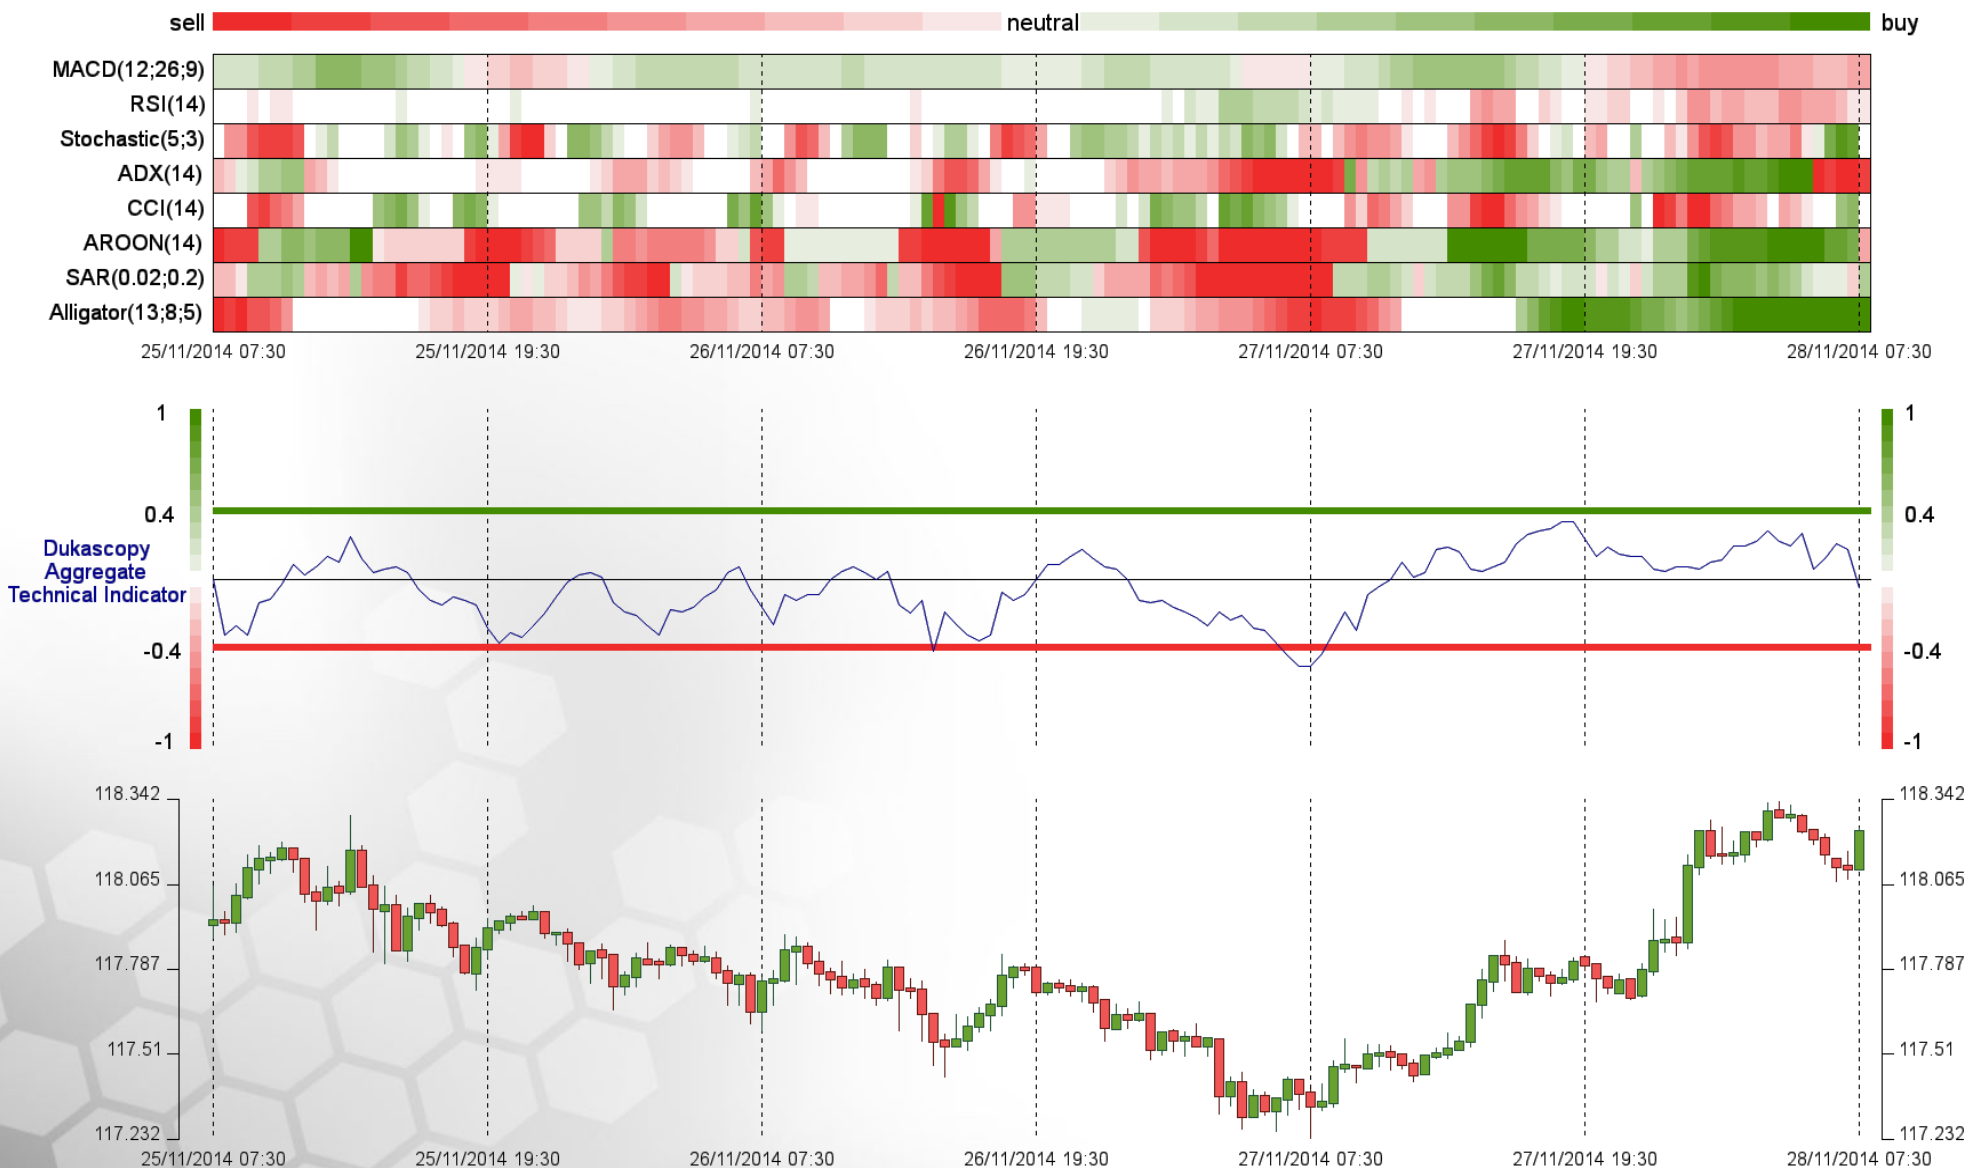 sell neutral buy
MACD(12;26;9)
RSI(14)
Stochastic(5;3)
ADX(14)
CCI(14)
AROON(14)
SAR(0.02;0.2)
Alligator(13;8;5)
25/11/2014 07:30 25/11/2014 19:30 26/11/2014 07:30 26/11/2014 19:30 27/11/2014 07:30 27/11/2014 19:30 28/11/2014 07:30
1 1
0.4 0.4
Dukascopy
Aggregate
Technical Indicator
-0.4 -0.4
-1 -1
118.342 118.342
118.065 118.065
117.787 117.787
117.51 117.51
117.232 117.232
25/11/2014 07:30 25/11/2014 19:30 26/11/2014 07:30 26/11/2014 19:30 27/11/2014 07:30 27/11/2014 19:30 28/11/2014 07:30